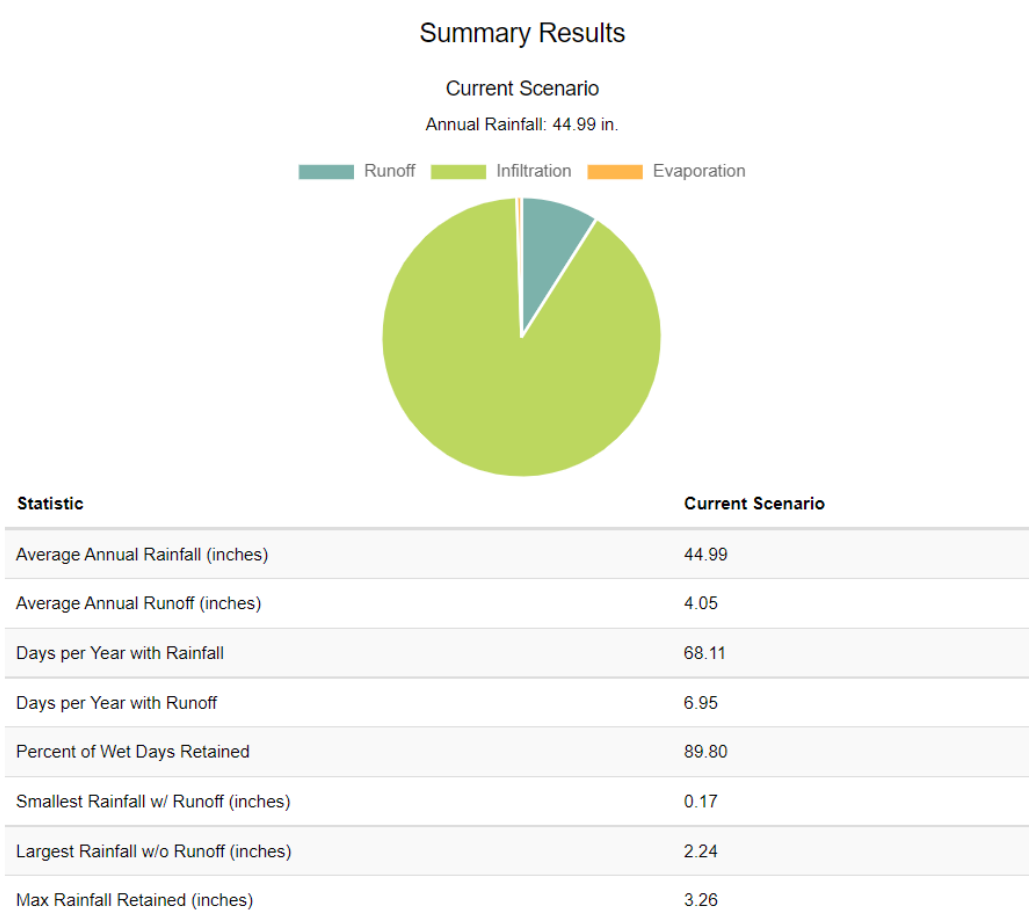 Summary Results
Current Scenario
Annual Rainfall: 44.99 in.
Runoff Infiltration Evaporation
Statistic Current Scenario
Average Annual Rainfall (inches) 44.99
Average Annual Runoff (inches) 4.05
Days per Year with Rainfall 68.11
Days per Year with Runoff 6.95
Percent of Wet Days Retained 89.80
Smallest Rainfall w/ Runoff (inches) 0.17
Largest Rainfall w/o Runoff (inches) 2.24
Max Rainfall Retained (inches) 3.26